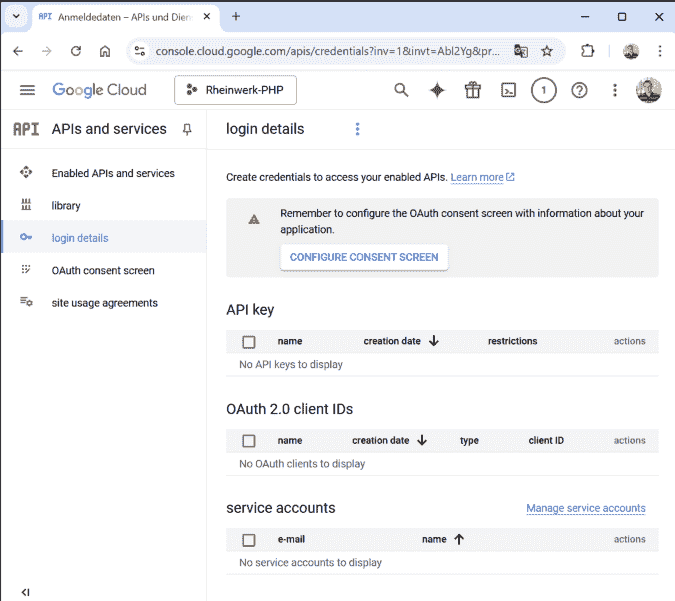 API Anmeldedaten – APIs und Dien
console.cloud.google.com/apis/credentials?inv=1&invt=Abl2Yg&pr...
Google Cloud Rheinwerk-PHP 1
API APIs and services
login details
Enabled APIs and services
library
login details
OAuth consent screen
site usage agreements
Create credentials to access your enabled APIs. Learn more
Remember to configure the OAuth consent screen with information about your
application.
CONFIGURE CONSENT SCREEN
API key
name creation date restrictions actions
No API keys to display
OAuth 2.0 client IDs
name creation date type client ID actions
No OAuth clients to display
service accounts Manage service accounts
e-mail name actions
No service accounts to display